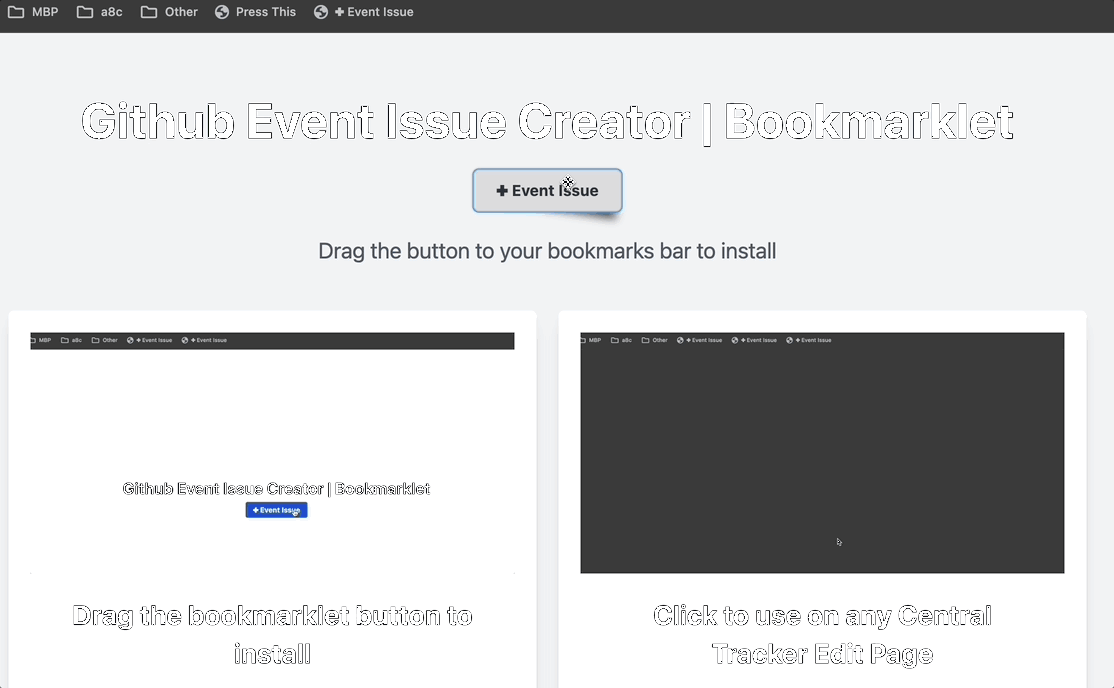 MBP a8c Other Press This ✚ Event Issue
Github Event Issue Creator | Bookmarklet
✚ Event Issue
Drag the button to your bookmarks bar to install
MBP a8c Other ✚ Event Issue ✚ Event Issue
Github Event Issue Creator | Bookmarklet
✚ Event Issue
Drag the bookmarklet button to
install
MBP a8c Other ✚ Event Issue ✚ Event Issue ✚ Event Issue
Click to use on any Central
Tracker Edit Page